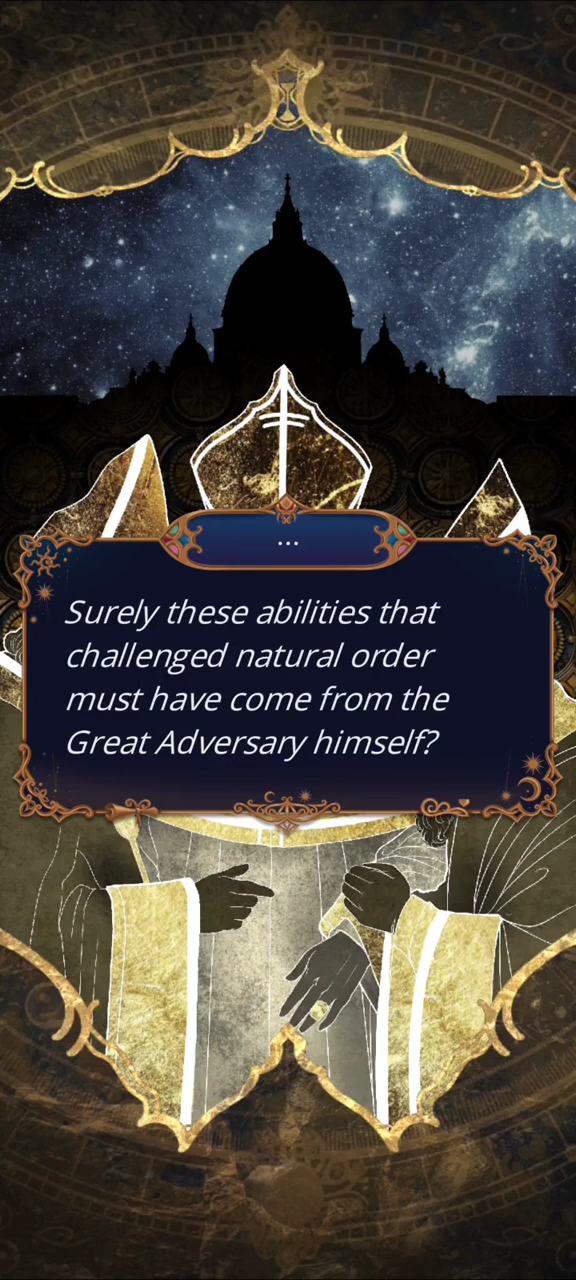 ...
Surely these abilities that
challenged natural order
must have come from the
Great Adversary himself?